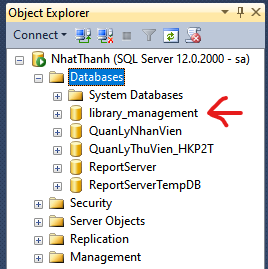 Object Explorer
Connect
NhatThanh (SQL Server 12.0.2000 - sa)
Databases
System Databases
library_management
QuanLyNhanVien
QuanLyThuVien_HKP2T
ReportServer
ReportServerTempDB
Security
Server Objects
Replication
Management